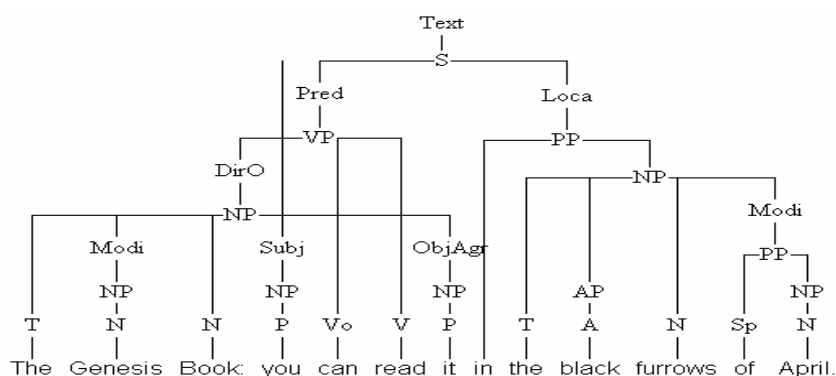 Text
S
Pred Loca
VP PP
DirO NP
NP Modi
Modi Subj ObjAgr PP
NP NP NP AP NP
T N N P Vo V P T A N Sp N
The Genesis Book: you can read it in the black furrows of April.